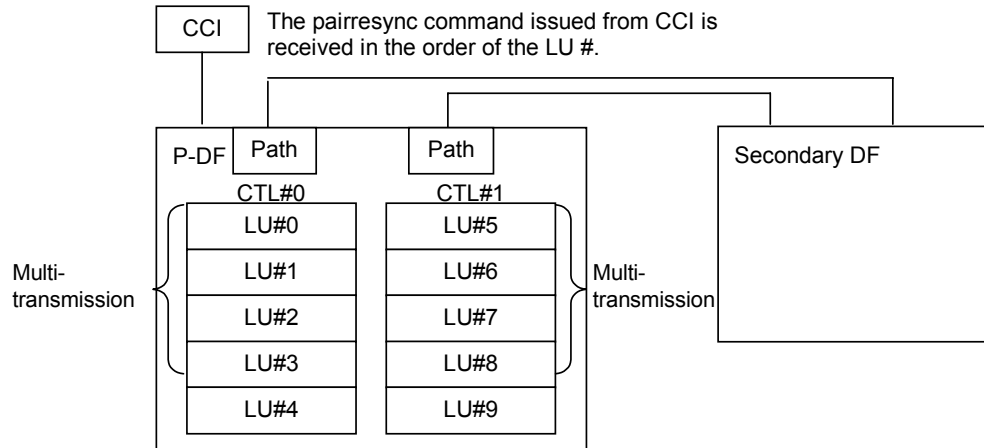 CCI
The pairresync command issued from CCI is
received in the order of the LU #.
P-DF
Path
Path
Secondary DF
CTL#0
CTL#1
LU#0
LU#5
LU#1
LU#6
LU#2
LU#7
LU#3
LU#8
LU#4
LU#9
Multi-
transmission
Multi-
transmission